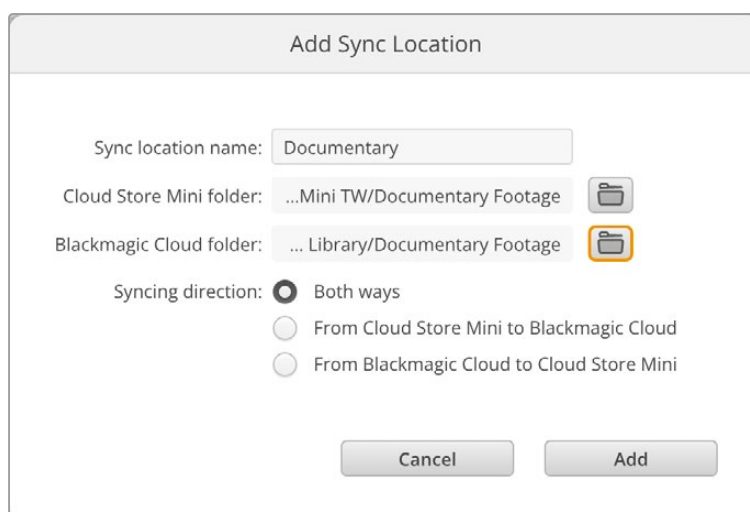 Add Sync Location
Sync location name: Documentary
Cloud Store Mini folder: ...Mini TW/Documentary Footage
Blackmagic Cloud folder: ... Library/Documentary Footage
Syncing direction: Both ways
From Cloud Store Mini to Blackmagic Cloud
From Blackmagic Cloud to Cloud Store Mini
Cancel Add